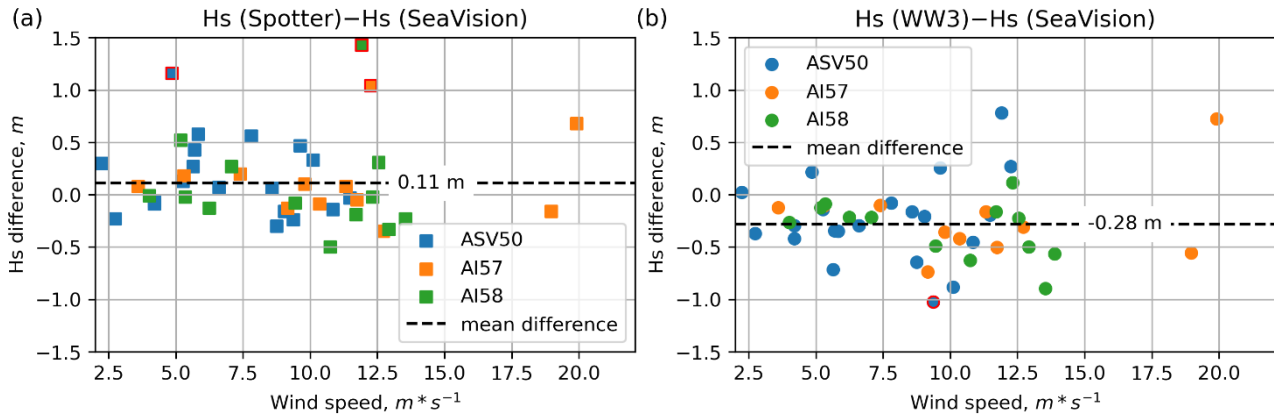 (a)
Hs (Spotter)−Hs (SeaVision)
1.5
1.0
0.5
0.0
−0.5
−1.0
−1.5
Hs difference, m
0.11 m
ASV50
AI57
AI58
mean difference
2.5 5.0 7.5 10.0 12.5 15.0 17.5 20.0
Wind speed, m * s⁻¹
(b)
Hs (WW3)−Hs (SeaVision)
1.5
1.0
0.5
0.0
−0.5
−1.0
−1.5
Hs difference, m
ASV50
AI57
AI58
mean difference
-0.28 m
2.5 5.0 7.5 10.0 12.5 15.0 17.5 20.0
Wind speed, m * s⁻¹